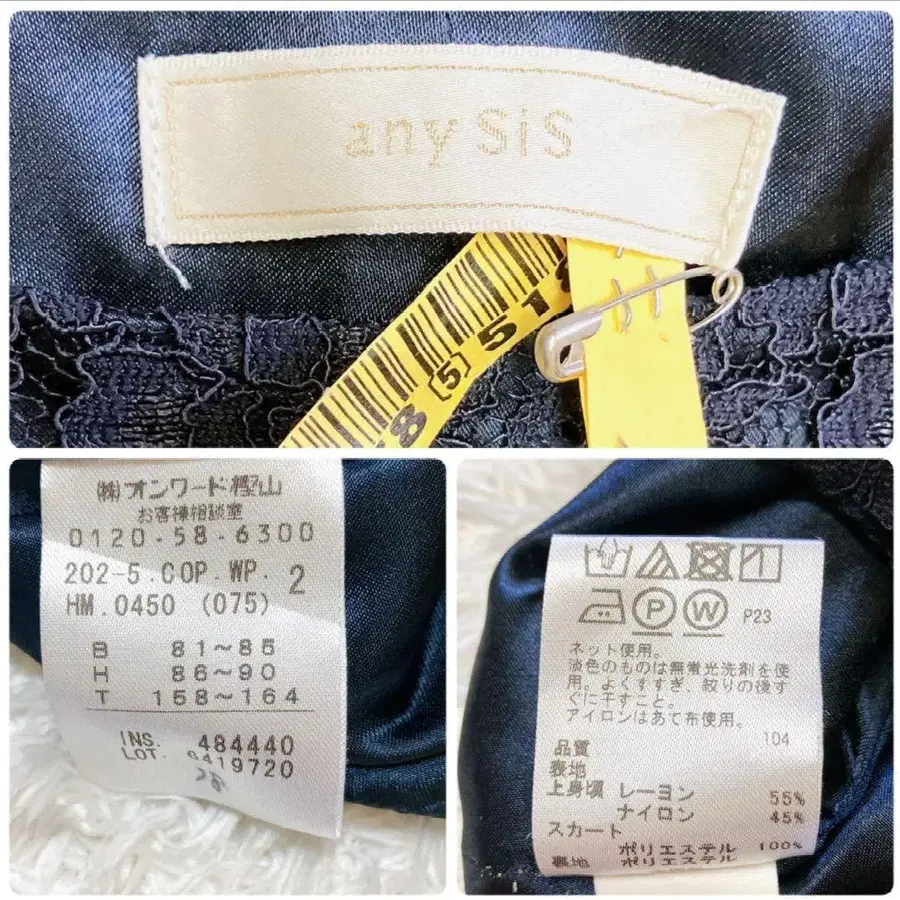 any SiS
8 (5) 51
(株)オンワード樫山
お客様相談室
0120-58-6300
202-5.COP.WP. 2
HM.0450 (075)
B 81~85
H 86~90
T 158~164
INS. 484440
LOT. 6419720
P23
ネット使用。
淡色のものは無蛍光洗剤を使
用。よくすすぎ、絞りの後す
ぐに干すこと。
アイロンはあて布使用。
104
品質
表地
上身頃 レーヨン 55%
ナイロン 45%
スカート
ポリエステル 100%
裏地 ポリエステル